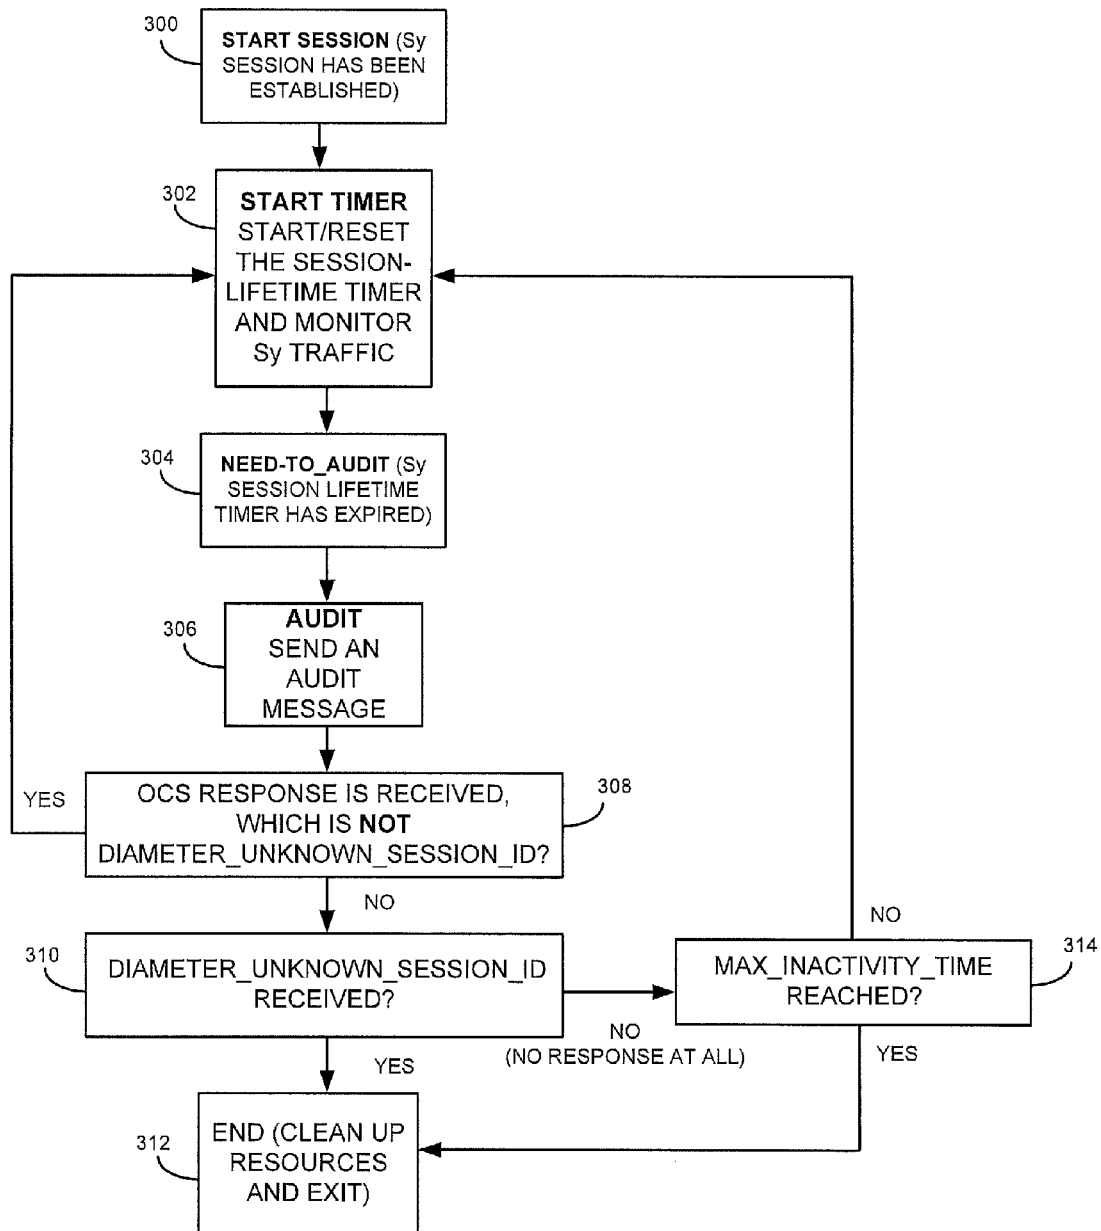 300
START SESSION (Sy
SESSION HAS BEEN
ESTABLISHED)
302
START TIMER
START/RESET
THE SESSION-
LIFETIME TIMER
AND MONITOR
Sy TRAFFIC
304
NEED-TO_AUDIT (Sy
SESSION LIFETIME
TIMER HAS EXPIRED)
306
AUDIT
SEND AN
AUDIT
MESSAGE
YES
OCS RESPONSE IS RECEIVED,
WHICH IS NOT
DIAMETER_UNKNOWN_SESSION_ID?
308
NO
310
DIAMETER_UNKNOWN_SESSION_ID
RECEIVED?
NO
(NO RESPONSE AT ALL)
NO
MAX_INACTIVITY_TIME
REACHED?
314
YES
YES
312
END (CLEAN UP
RESOURCES
AND EXIT)